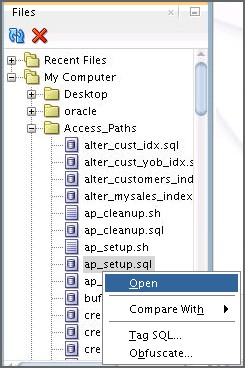 Files
Recent Files
My Computer
Desktop
oracle
Access_Paths
alter_cust_idx.sql
alter_cust_yob_idx.s
alter_customers_ind
alter_mysales_index
ap_cleanup.sh
ap_cleanup.sql
ap_setup.sh
ap_setup.sql
ap_
Open
buf
Compare With
cre
cre
Tag SQL...
cre
Obfuscate...